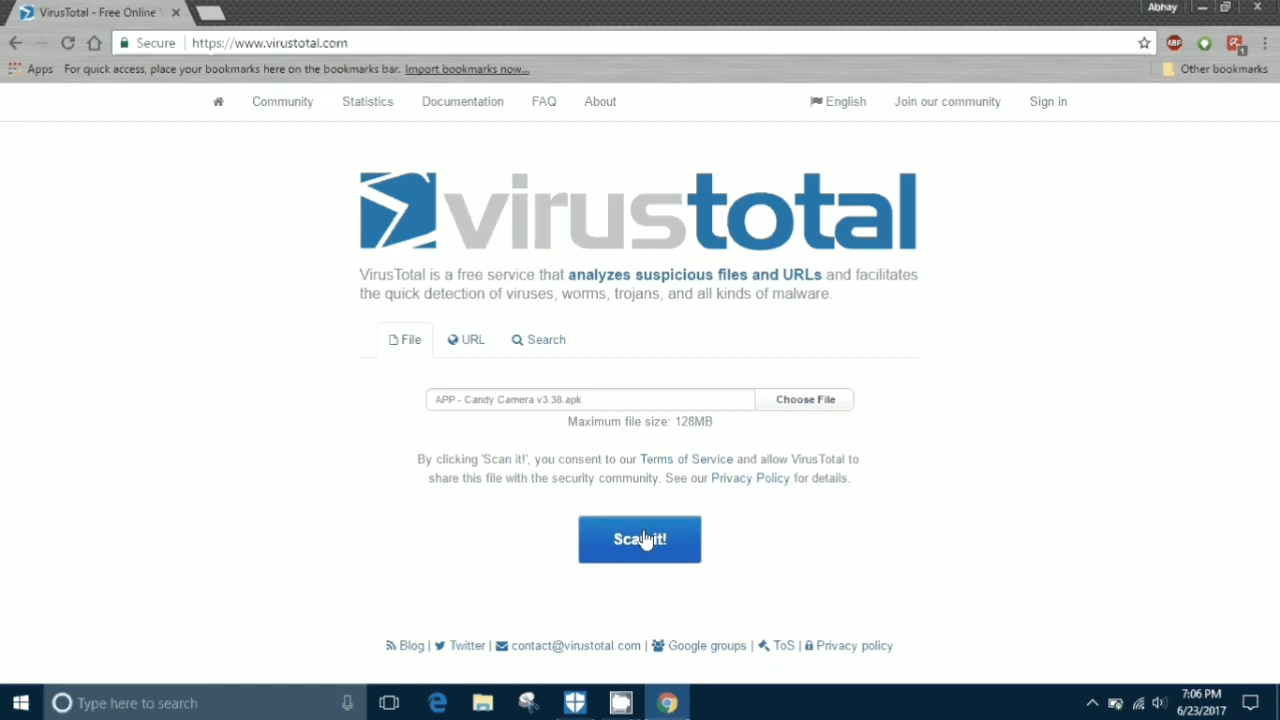 VirusTotal - Free Online
Abhay
Secure https://www.virustotal.com
ABP
1
Apps For quick access, place your bookmarks here on the bookmarks bar. Import bookmarks now... Other bookmarks
Community Statistics Documentation FAQ About English Join our community Sign in
virustotal
VirusTotal is a free service that analyzes suspicious files and URLs and facilitates
the quick detection of viruses, worms, trojans, and all kinds of malware.
File URL Search
APP - Candy Camera v3.38.apk Choose File
Maximum file size: 128MB
By clicking 'Scan it!', you consent to our Terms of Service and allow VirusTotal to
share this file with the security community. See our Privacy Policy for details.
Scan it!
Blog | Twitter | contact@virustotal.com | Google groups | ToS | Privacy policy
Type here to search
7:06 PM
6/23/2017